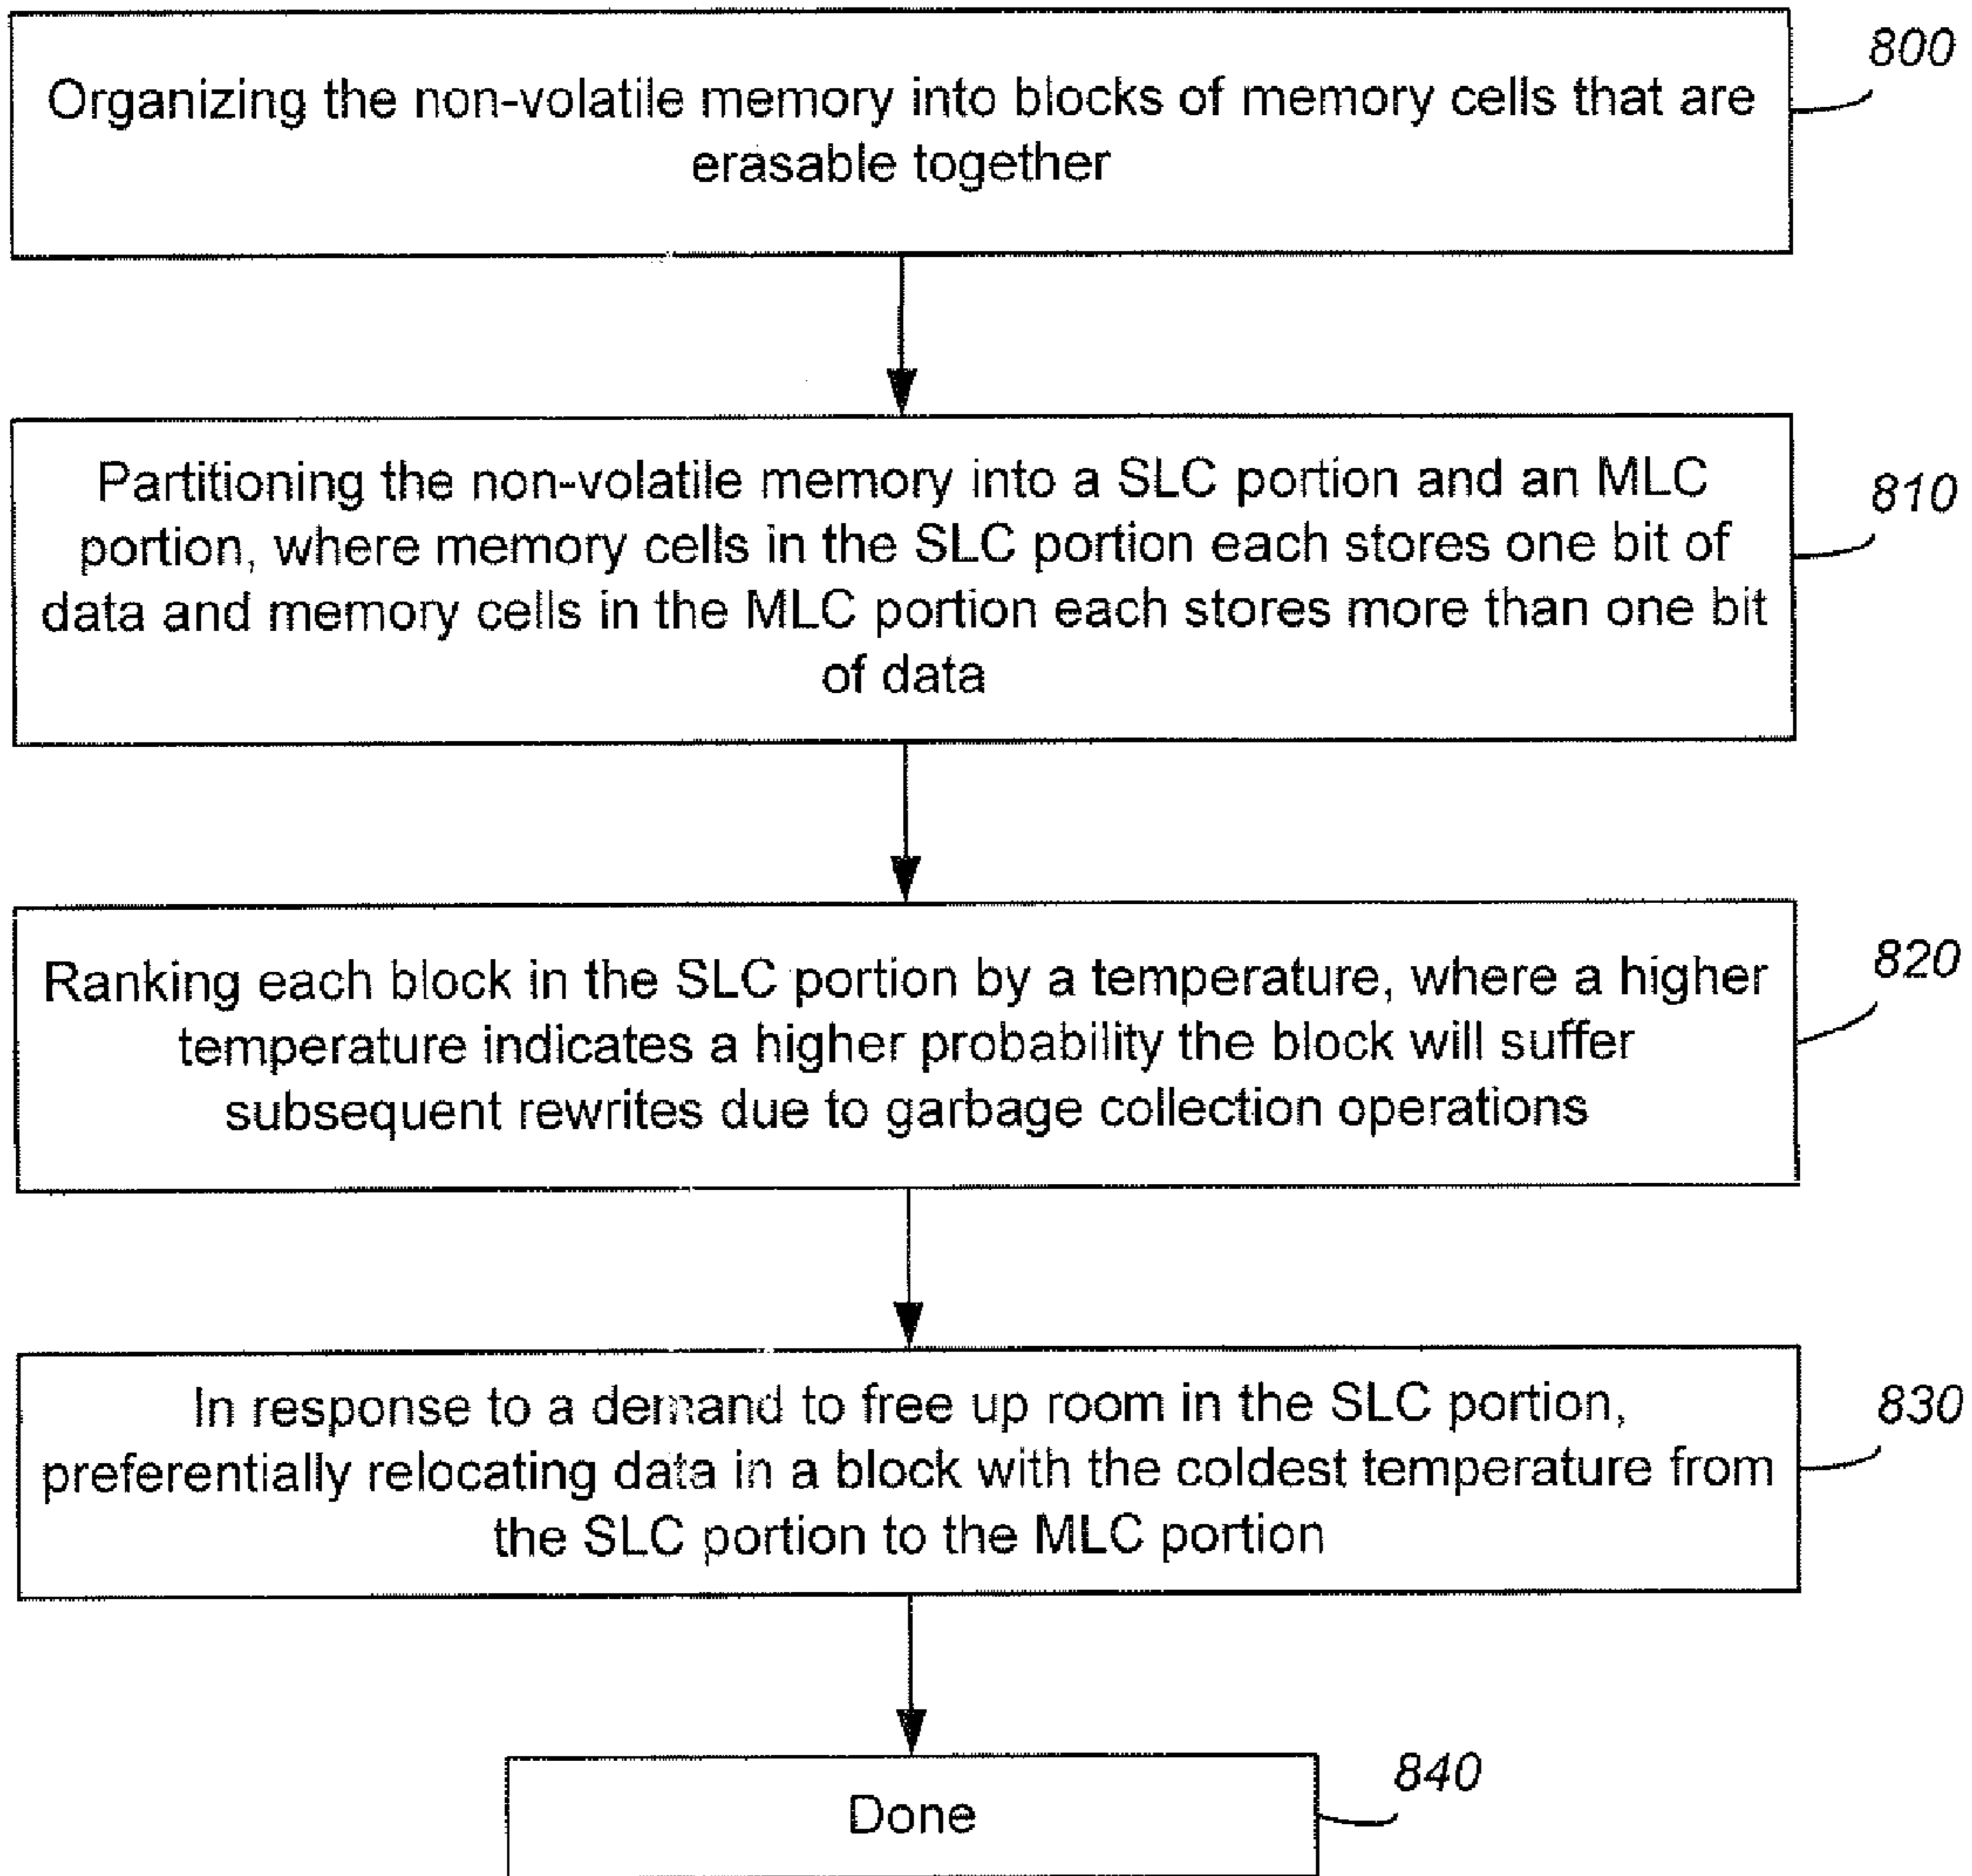 800
Organizing the non-volatile memory into blocks of memory cells that are
erasable together
810
Partitioning the non-volatile memory into a SLC portion and an MLC
portion, where memory cells in the SLC portion each stores one bit of
data and memory cells in the MLC portion each stores more than one bit
of data
820
Ranking each block in the SLC portion by a temperature, where a higher
temperature indicates a higher probability the block will suffer
subsequent rewrites due to garbage collection operations
830
In response to a demand to free up room in the SLC portion,
preferentially relocating data in a block with the coldest temperature from
the SLC portion to the MLC portion
840
Done